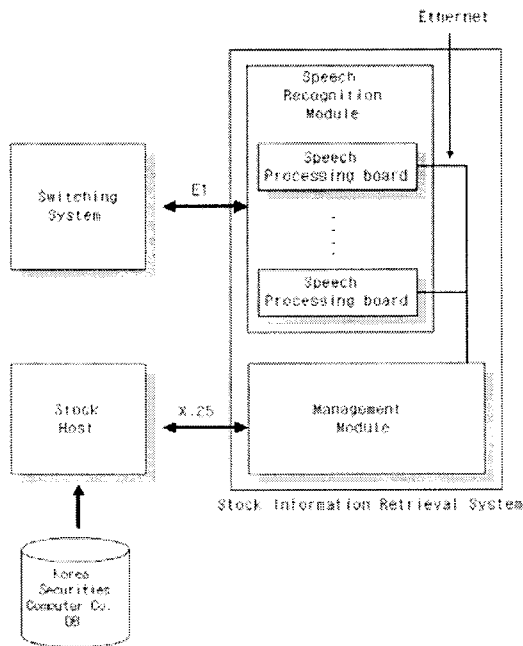 Ethernet
Speech
Recognition
Module
Speech
Processing board
Switching
System
E1
Speech
Processing board
Stock
Host
X.25
Management
Module
Stock Information Retrieval System
Korea
Securities
Computer Co.
DB